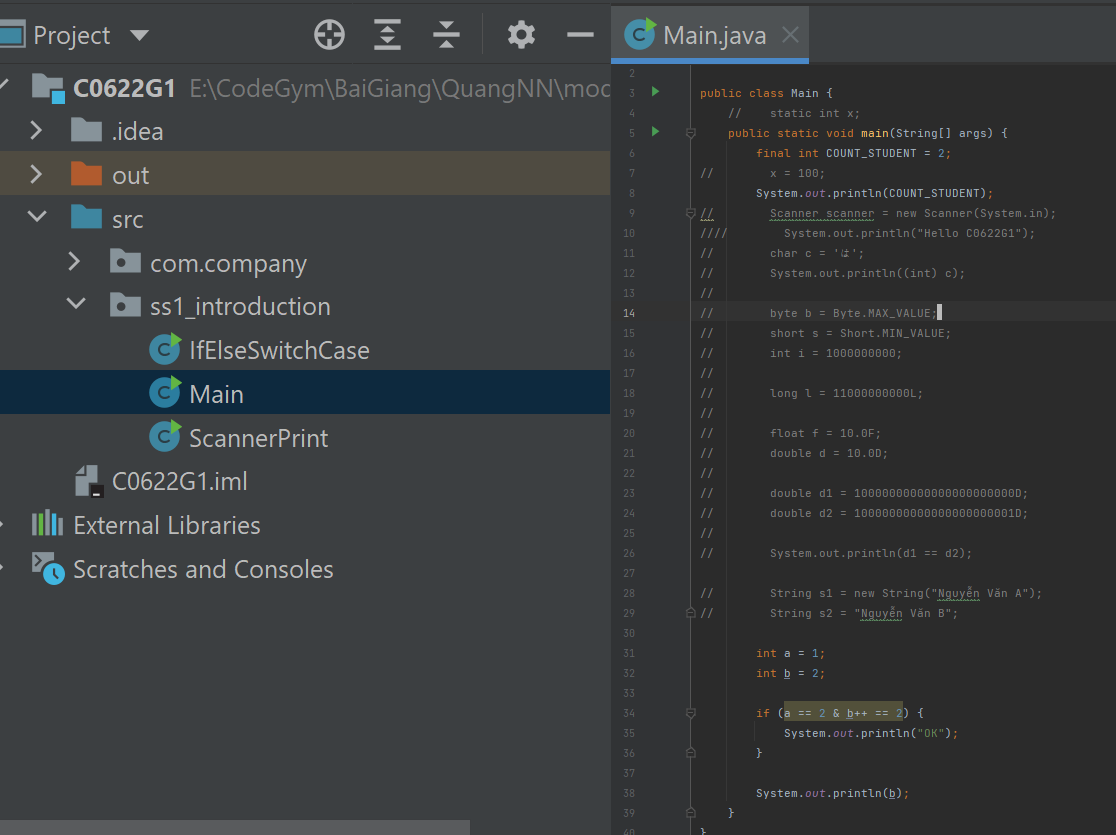 Project
C0622G1 E:\CodeGym\BaiGiang\QuangNN\mod
.idea
out
src
com.company
ss1_introduction
IfElseSwitchCase
Main
ScannerPrint
C0622G1.iml
External Libraries
Scratches and Consoles
Main.java
2
3 public class Main {
4 // static int x;
5 public static void main(String[] args) {
6 final int COUNT_STUDENT = 2;
7 // x = 100;
8 System.out.println(COUNT_STUDENT);
9 // Scanner scanner = new Scanner(System.in);
10 //// System.out.println("Hello C0622G1");
11 // char c = 'は';
12 // System.out.println((int) c);
13 //
14 // byte b = Byte.MAX_VALUE;
15 // short s = Short.MIN_VALUE;
16 // int i = 1000000000;
17 //
18 // long l = 11000000000L;
19 //
20 // float f = 10.0F;
21 // double d = 10.0D;
22 //
23 // double d1 = 10000000000000000000000D;
24 // double d2 = 10000000000000000000001D;
25 //
26 // System.out.println(d1 == d2);
27
28 // String s1 = new String("Nguyễn Văn A");
29 // String s2 = "Nguyễn Văn B";
30
31 int a = 1;
32 int b = 2;
33
34 if (a == 2 & b++ == 2) {
35 System.out.println("OK");
36 }
37
38 System.out.println(b);
39 }
40 }